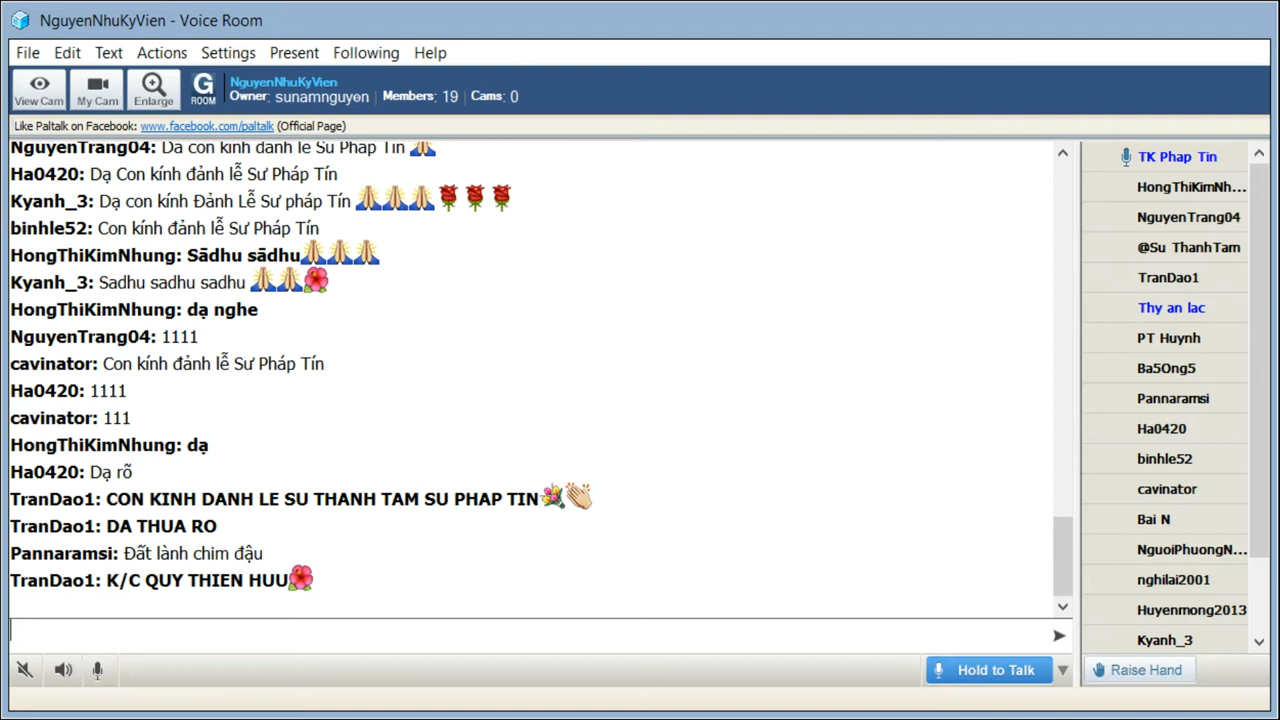 NguyenNhuKyVien - Voice Room
File Edit Text Actions Settings Present Following Help
View Cam My Cam Enlarge G ROOM
NguyenNhuKyVien
Owner: sunamnguyen | Members: 19 | Cams: 0
Like Paltalk on Facebook: www.facebook.com/paltalk (Official Page)
NguyenTrang04: Da con kinh danh le Su Phap Tin
Ha0420: Dạ Con kính đảnh lễ Sư Pháp Tín
Kyanh_3: Dạ con kính Đảnh Lễ Sư pháp Tín
binhle52: Con kính đảnh lễ Sư Pháp Tín
HongThiKimNhung: Sādhu sādhu
Kyanh_3: Sadhu sadhu sadhu
HongThiKimNhung: dạ nghe
NguyenTrang04: 1111
cavinator: Con kính đảnh lễ Sư Pháp Tín
Ha0420: 1111
cavinator: 111
HongThiKimNhung: dạ
Ha0420: Dạ rõ
TranDao1: CON KINH DANH LE SU THANH TAM SU PHAP TIN
TranDao1: DA THUA RO
Pannaramsi: Đất lành chim đậu
TranDao1: K/C QUY THIEN HUU
TK Phap Tin
HongThiKimNh...
NguyenTrang04
@Su ThanhTam
TranDao1
Thy an lac
PT Huynh
Ba5Ong5
Pannaramsi
Ha0420
binhle52
cavinator
Bai N
NguoiPhuongN...
nghilai2001
Huyenmong2013
Kyanh_3
Hold to Talk
Raise Hand